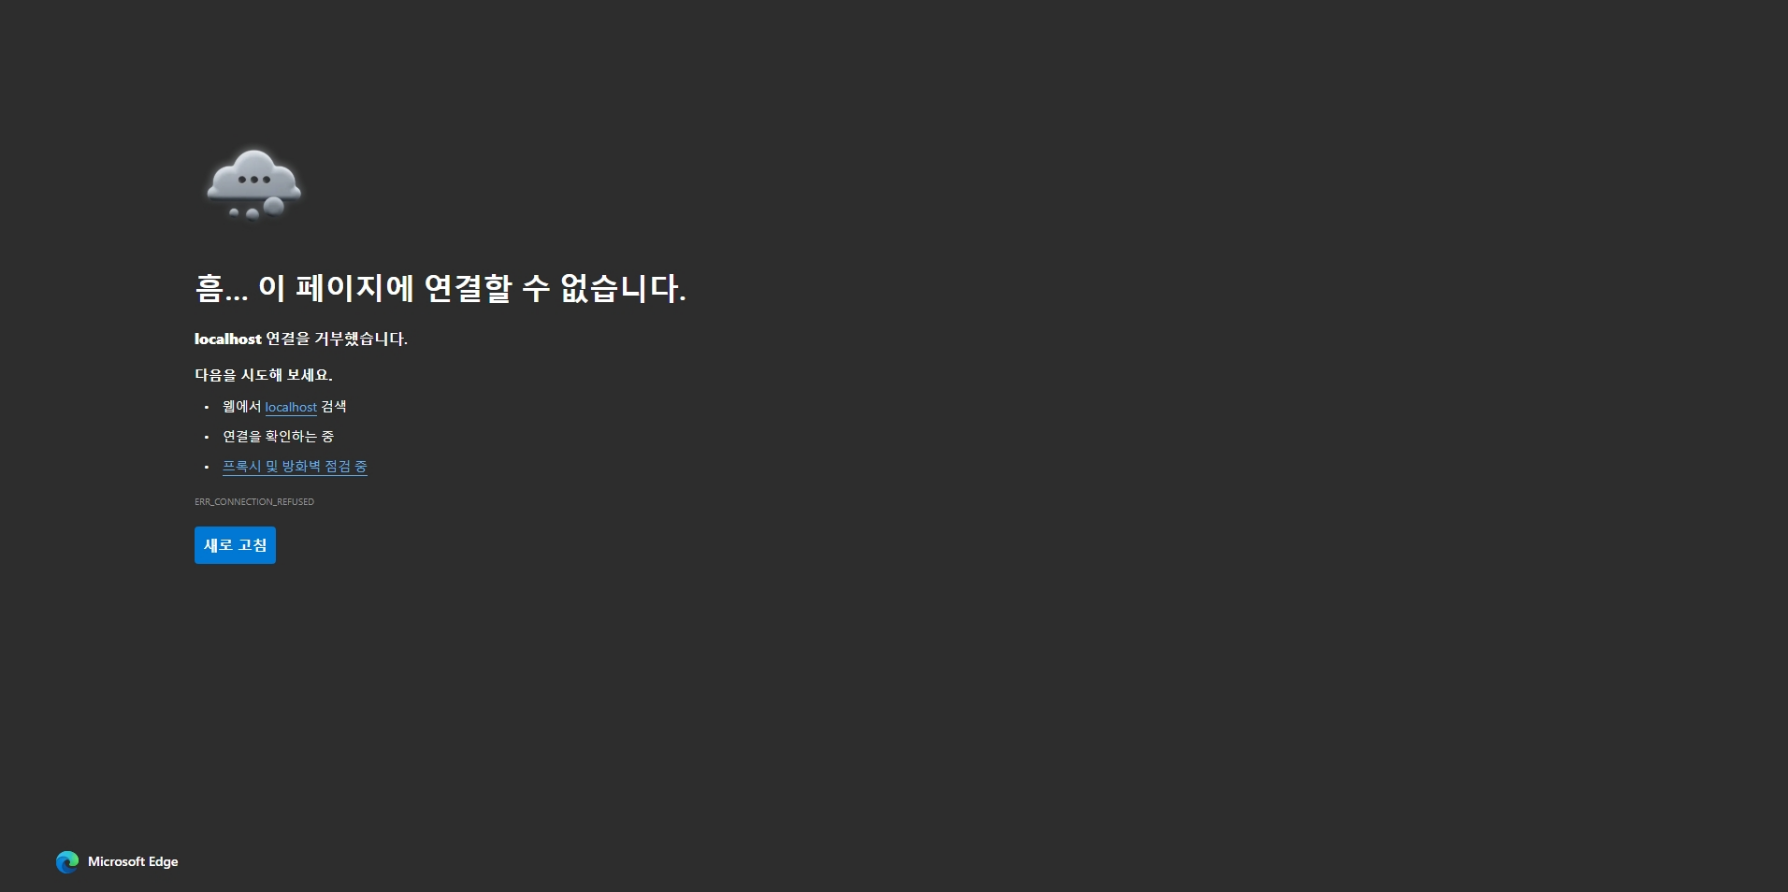 흠... 이 페이지에 연결할 수 없습니다.
localhost 연결을 거부했습니다.
다음을 시도해 보세요.
• 웹에서 localhost 검색
• 연결을 확인하는 중
• 프록시 및 방화벽 점검 중
ERR_CONNECTION_REFUSED
새로 고침
Microsoft Edge